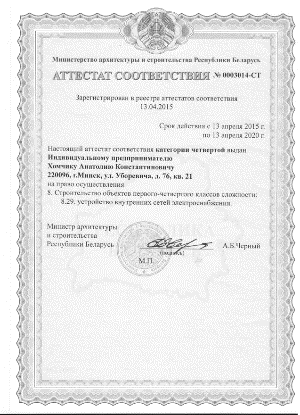 Министерство архитектуры и строительства Республики Беларусь
АТТЕСТАТ СООТВЕТСТВИЯ № 0003014-СТ
Зарегистрирован в реестре аттестатов соответствия
13.04.2015
Срок действия с 13 апреля 2015 г.
по 13 апреля 2020 г.
Настоящий аттестат соответствия категории четвертой выдан
Индивидуальному предпринимателю
Хомчику Анатолию Константиновичу
220096, г.Минск, ул. Уборевича, д. 76, кв. 21
на право осуществления
8. Строительство объектов первого-четвертого классов сложности:
8.29. устройство внутренних сетей электроснабжения.
Министр архитектуры
и строительства
Республики Беларусь
(подпись)
А.Б.Черный
М.П.